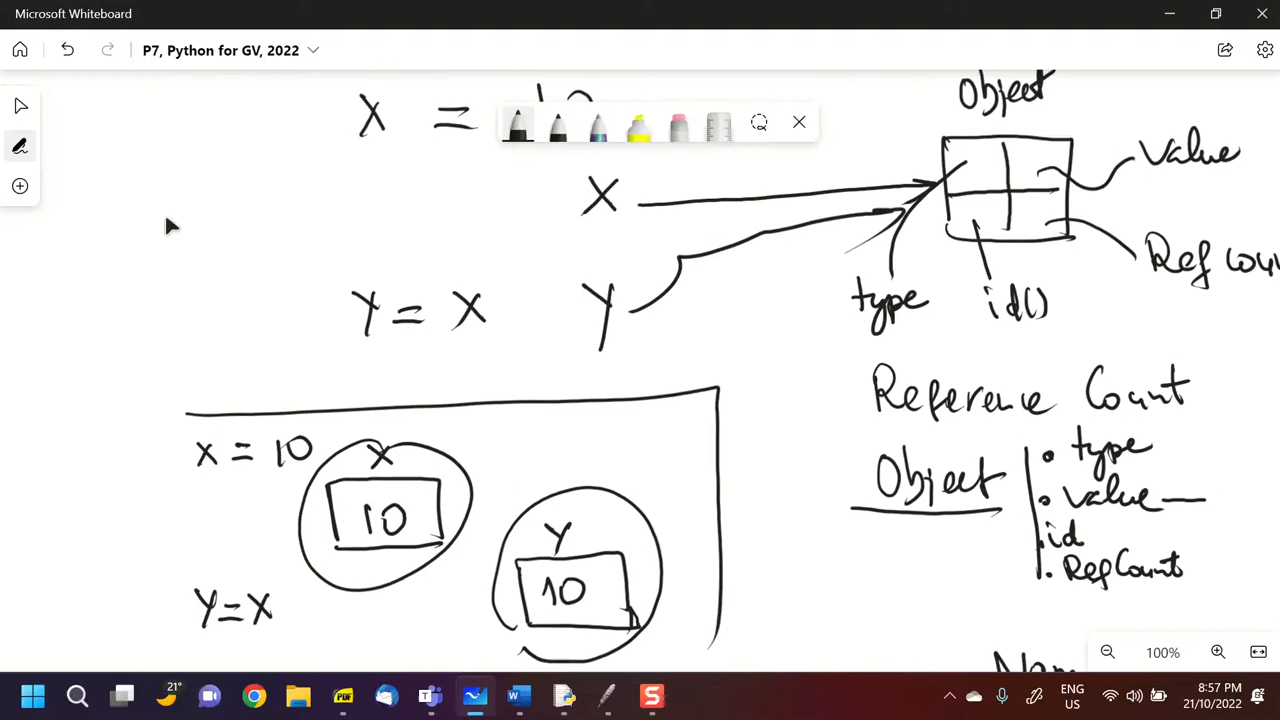 Microsoft Whiteboard
P7, Python for GV, 2022
Object
X =
Value
X
Ref
type
id()
Y = X
Y
Reference Count
Object
• type
• Value
id
• RefCount
x = 10
X
10
Y
10
Y=X
100%
21°
PDF
ENG
US
8:57 PM
21/10/2022